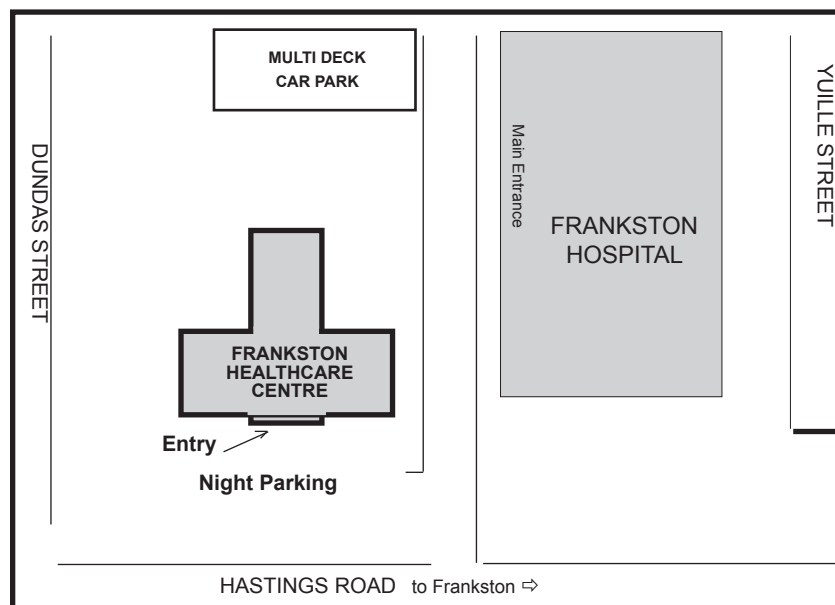 MULTI DECK
CAR PARK
DUNDAS STREET
Main Entrance
YUILLE STREET
FRANKSTON
HOSPITAL
FRANKSTON
HEALTHCARE
CENTRE
Entry
Night Parking
HASTINGS ROAD to Frankston ⇨